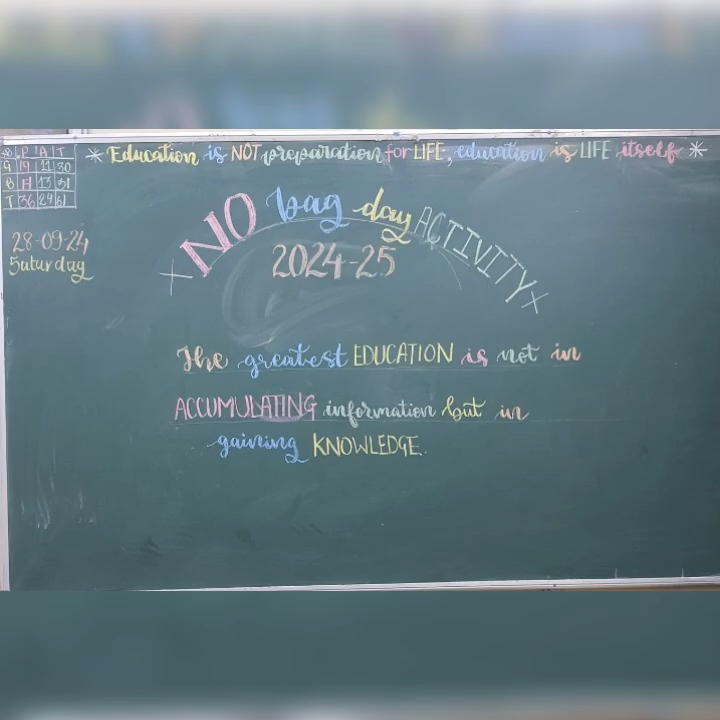 * Education is NOT preparation for LIFE, education is LIFE itself *
P A T
G 19 11 30
B 17 13 31
T 36 24 61
28-09-24
Saturday
NO bag day ACTIVITY
2024-25
The greatest EDUCATION is not in
ACCUMULATING information but in
gaining KNOWLEDGE.